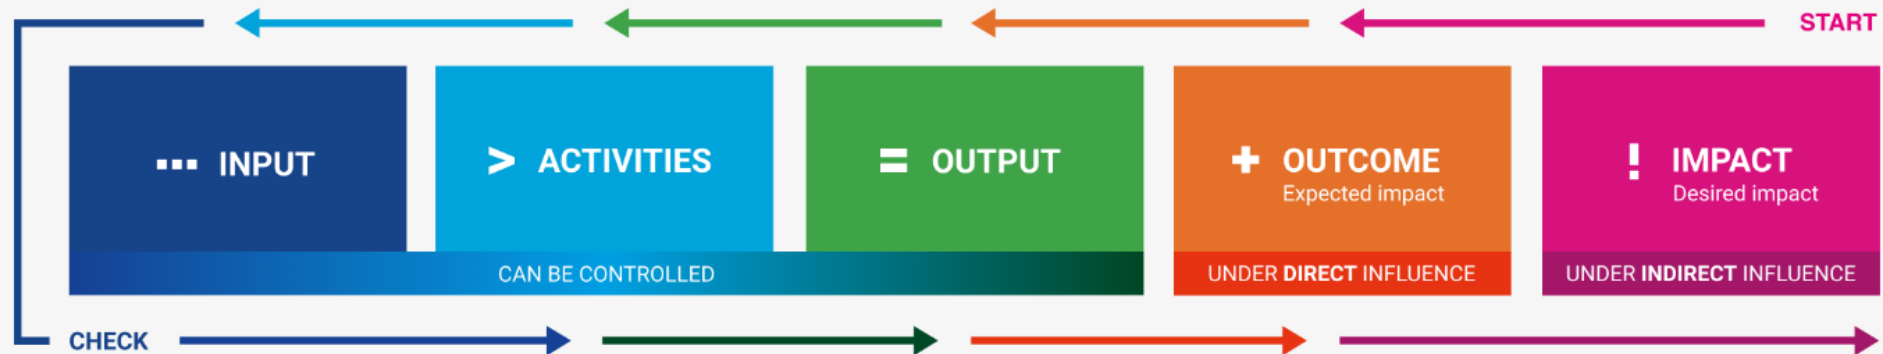 START
... INPUT
> ACTIVITIES
= OUTPUT
+ OUTCOME
Expected impact
! IMPACT
Desired impact
CAN BE CONTROLLED
UNDER DIRECT INFLUENCE
UNDER INDIRECT INFLUENCE
CHECK